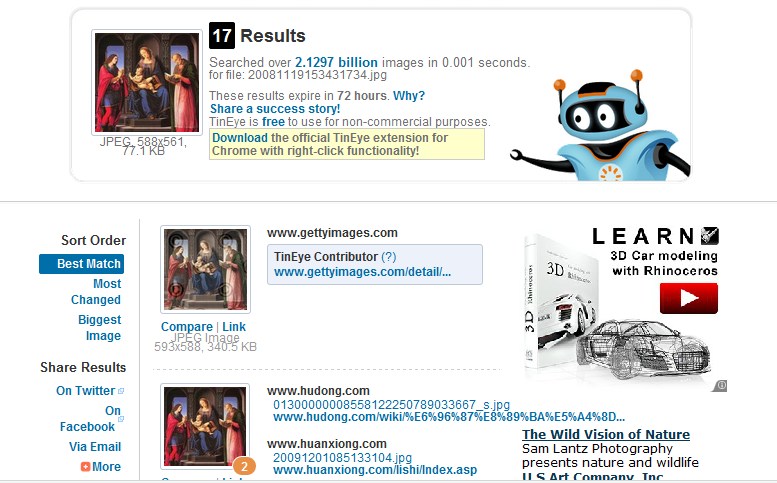 17 Results
Searched over 2.1297 billion images in 0.001 seconds.
for file: 20081119153431734.jpg
These results expire in 72 hours. Why?
Share a success story!
TinEye is free to use for non-commercial purposes.
Download the official TinEye extension for
Chrome with right-click functionality!
JPEG, 588x561,
77.1 KB
Sort Order
Best Match
Most
Changed
Biggest
Image
Share Results
On Twitter
On
Facebook
Via Email
More
www.gettyimages.com
TinEye Contributor (?)
www.gettyimages.com/detail/...
Compare | Link
JPEG Image
593x588, 340.5 KB
www.hudong.com
01300000085581222507890336​67_s.jpg
www.hudong.com/wiki/%E6%96%87%E8%89%BA%E5%A4%8D...
www.huanxiong.com
20091201085133104.jpg
www.huanxiong.com/lishi/Index.asp
2
LEARN
3D Car modeling
with Rhinoceros
3D
Rhinoceros
The Wild Vision of Nature
Sam Lantz Photography
presents nature and wildlife
U.S Art Company, Inc.